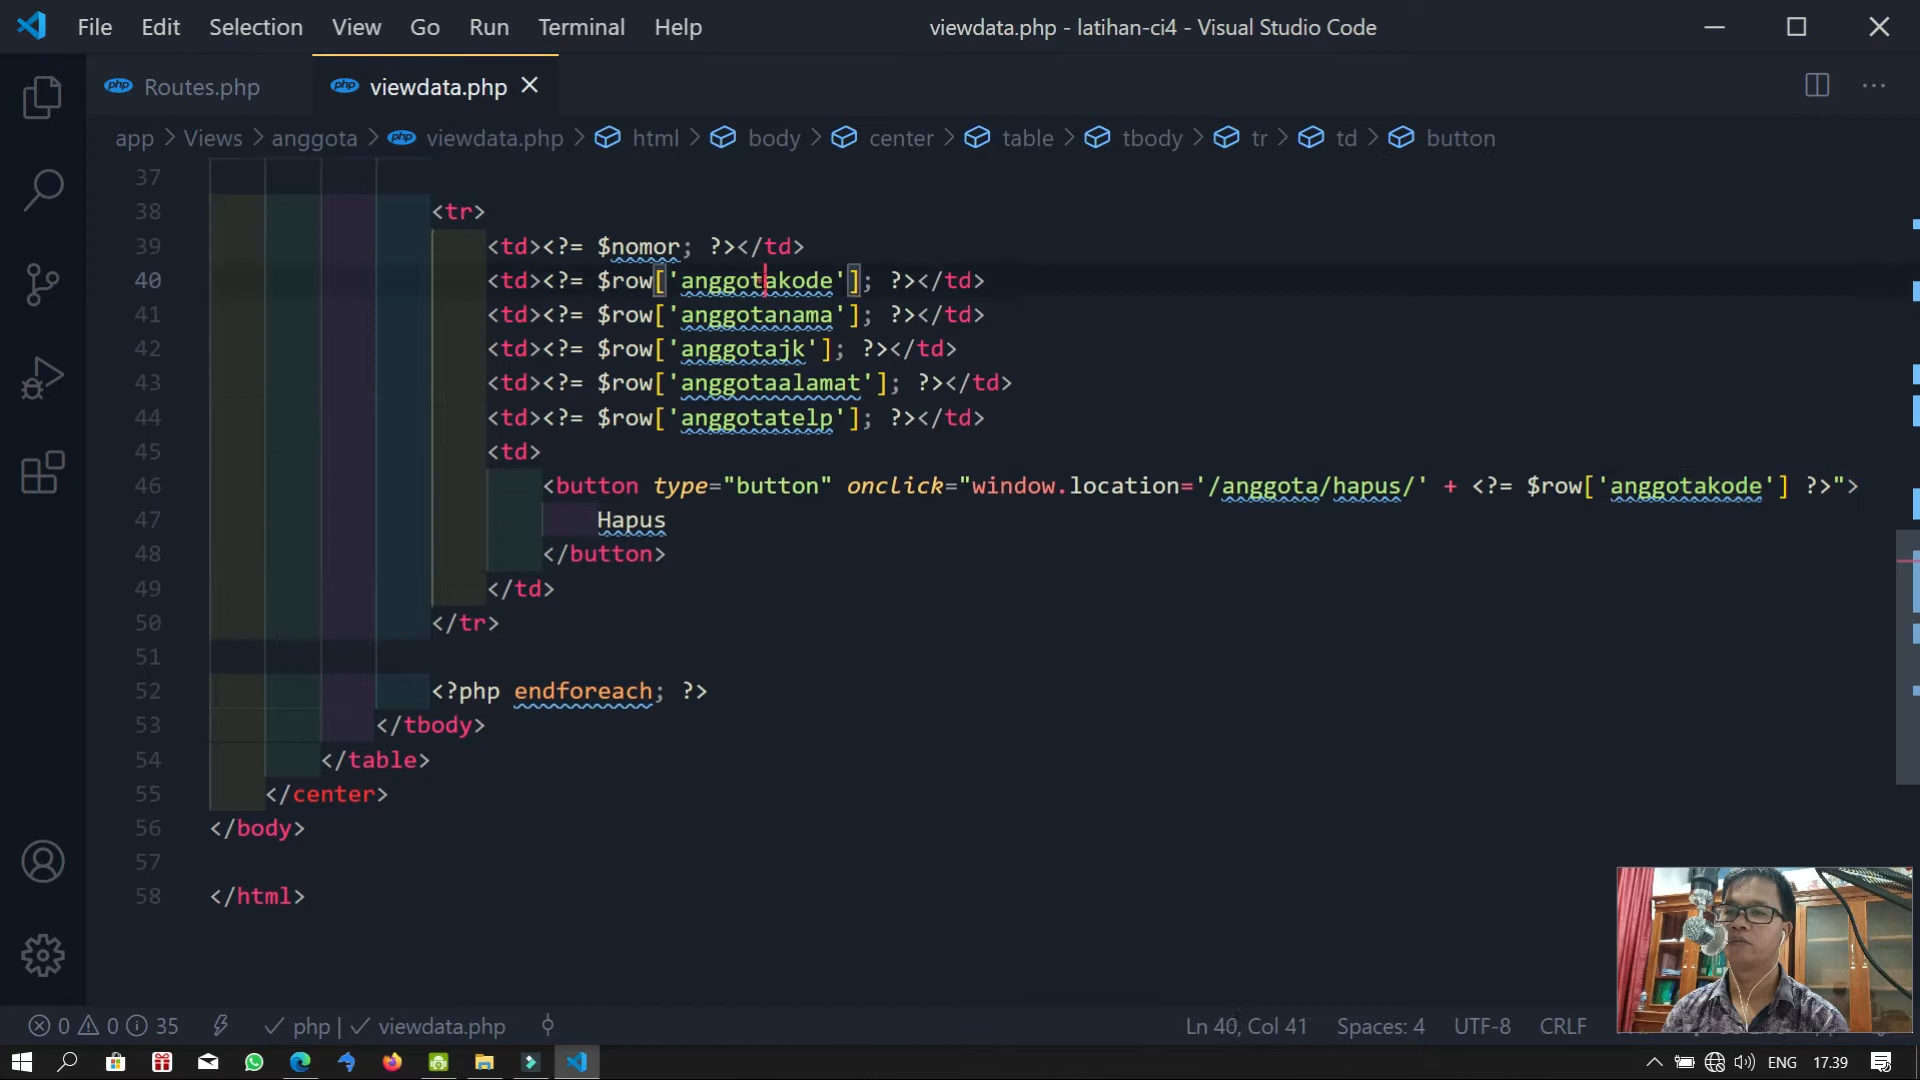 File Edit Selection View Go Run Terminal Help viewdata.php - latihan-ci4 - Visual Studio Code
php Routes.php php viewdata.php
app > Views > anggota > php viewdata.php > html > body > center > table > tbody > tr > td > button
37
38 <tr>
39 <td><?= $nomor; ?></td>
40 <td><?= $row['anggotakode']; ?></td>
41 <td><?= $row['anggotanama']; ?></td>
42 <td><?= $row['anggotajk']; ?></td>
43 <td><?= $row['anggotaalamat']; ?></td>
44 <td><?= $row['anggotatelp']; ?></td>
45 <td>
46 <button type="button" onclick="window.location='/anggota/hapus/' + <?= $row['anggotakode'] ?>">
47 Hapus
48 </button>
49 </td>
50 </tr>
51
52 <?php endforeach; ?>
53 </tbody>
54 </table>
55 </center>
56 </body>
57
58 </html>
0 0 35 php | viewdata.php Ln 40, Col 41 Spaces: 4 UTF-8 CRLF
ENG 17.39